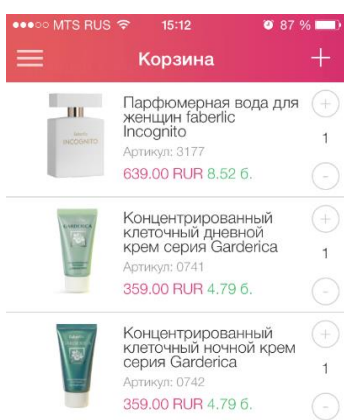 MTS RUS 15:12 87 %
Корзина +
Парфюмерная вода для
женщин faberlic
Incognito
Артикул: 3177
639.00 RUR 8.52 б.
+
1
-
INCOGNITO
Концентрированный
клеточный дневной
крем серия Garderica
Артикул: 0741
359.00 RUR 4.79 б.
+
1
-
GARDERICA
Концентрированный
клеточный ночной крем
серия Garderica
Артикул: 0742
359.00 RUR 4.79 б.
+
1
-